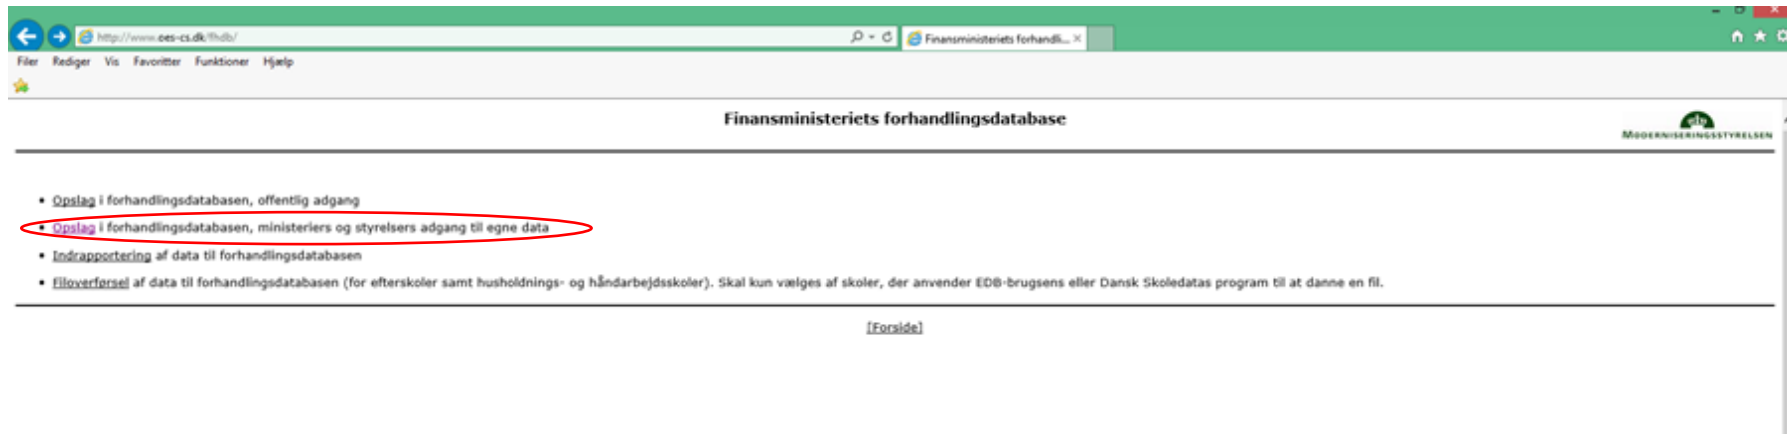 http://www.oes-cs.dk/fhdb/
Finansministeriets forhandli...
Filer Rediger Vis Favoritter Funktioner Hjælp
Finansministeriets forhandlingsdatabase
MODERNISERINGSSTYRELSEN
• Opslag i forhandlingsdatabasen, offentlig adgang
• Opslag i forhandlingsdatabasen, ministeriers og styrelsers adgang til egne data
• Indrapportering af data til forhandlingsdatabasen
• Filoverførsel af data til forhandlingsdatabasen (for efterskoler samt husholdnings- og håndarbejdsskoler). Skal kun vælges af skoler, der anvender EDB-brugsens eller Dansk Skoledatas program til at danne en fil.
[Forside]